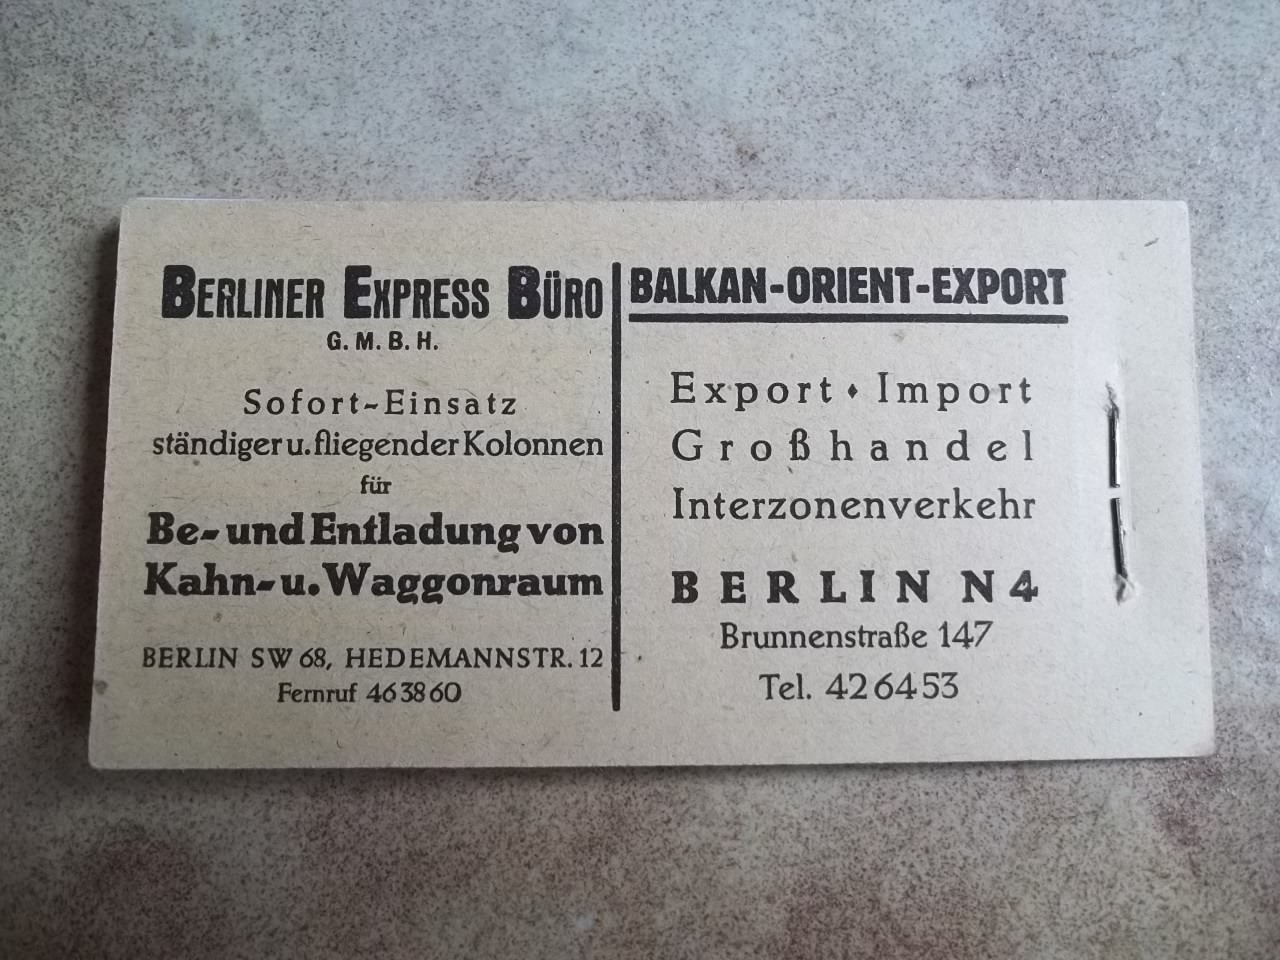 BERLINER EXPRESS BÜRO
G. M. B. H.
Sofort-Einsatz
ständiger u. fliegender Kolonnen
für
Be- und Entladung von
Kahn- u. Waggonraum
BERLIN SW 68, HEDEMANNSTR. 12
Fernruf 46 38 60
BALKAN-ORIENT-EXPORT
Export ♦ Import
Großhandel
Interzonenverkehr
BERLIN N 4
Brunnenstraße 147
Tel. 42 64 53